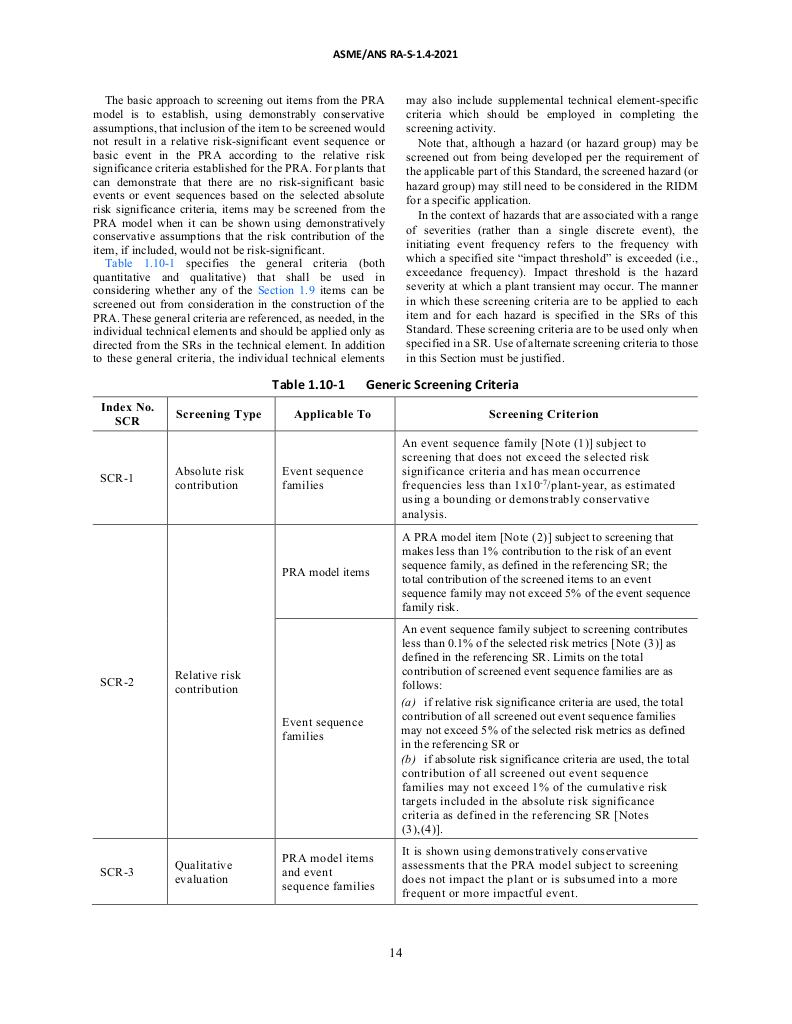 ASME/ANS RA-S-1.4-2021
The basic approach to screening out items from the PRA
model is to establish, using demonstrably conservative
assumptions, that inclusion of the item to be screened would
not result in a relative risk-significant event sequence or
basic event in the PRA according to the relative risk
significance criteria established for the PRA. For plants that
can demonstrate that there are no risk-significant basic
events or event sequences based on the selected absolute
risk significance criteria, items may be screened from the
PRA model when it can be shown using demonstratively
conservative assumptions that the risk contribution of the
item, if included, would not be risk-significant.
Table 1.10-1 specifies the general criteria (both
quantitative and qualitative) that shall be used in
considering whether any of the Section 1.9 items can be
screened out from consideration in the construction of the
PRA. These general criteria are referenced, as needed, in the
individual technical elements and should be applied only as
directed from the SRs in the technical element. In addition
to these general criteria, the individual technical elements
may also include supplemental technical element-specific
criteria which should be employed in completing the
screening activity.
Note that, although a hazard (or hazard group) may be
screened out from being developed per the requirement of
the applicable part of this Standard, the screened hazard (or
hazard group) may still need to be considered in the RIDM
for a specific application.
In the context of hazards that are associated with a range
of severities (rather than a single discrete event), the
initiating event frequency refers to the frequency with
which a specified site “impact threshold” is exceeded (i.e.,
exceedance frequency). Impact threshold is the hazard
severity at which a plant transient may occur. The manner
in which these screening criteria are to be applied to each
item and for each hazard is specified in the SRs of this
Standard. These screening criteria are to be used only when
specified in a SR. Use of alternate screening criteria to those
in this Section must be justified.
Table 1.10-1 Generic Screening Criteria
Index No.
SCR
Screening Type
Applicable To
Screening Criterion
SCR-1
Absolute risk
contribution
Event sequence
families
An event sequence family [Note (1)] subject to
screening that does not exceed the selected risk
significance criteria and has mean occurrence
frequencies less than 1x10⁻⁷/plant-year, as estimated
using a bounding or demonstrably conservative
analysis.
SCR-2
Relative risk
contribution
PRA model items
A PRA model item [Note (2)] subject to screening that
makes less than 1% contribution to the risk of an event
sequence family, as defined in the referencing SR; the
total contribution of the screened items to an event
sequence family may not exceed 5% of the event sequence
family risk.
Event sequence
families
An event sequence family subject to screening contributes
less than 0.1% of the selected risk metrics [Note (3)] as
defined in the referencing SR. Limits on the total
contribution of screened event sequence families are as
follows:
(a) if relative risk significance criteria are used, the total
contribution of all screened out event sequence families
may not exceed 5% of the selected risk metrics as defined
in the referencing SR or
(b) if absolute risk significance criteria are used, the total
contribution of all screened out event sequence
families may not exceed 1% of the cumulative risk
targets included in the absolute risk significance
criteria as defined in the referencing SR [Notes
(3),(4)].
SCR-3
Qualitative
evaluation
PRA model items
and event
sequence families
It is shown using demonstratively conservative
assessments that the PRA model subject to screening
does not impact the plant or is subsumed into a more
frequent or more impactful event.
14